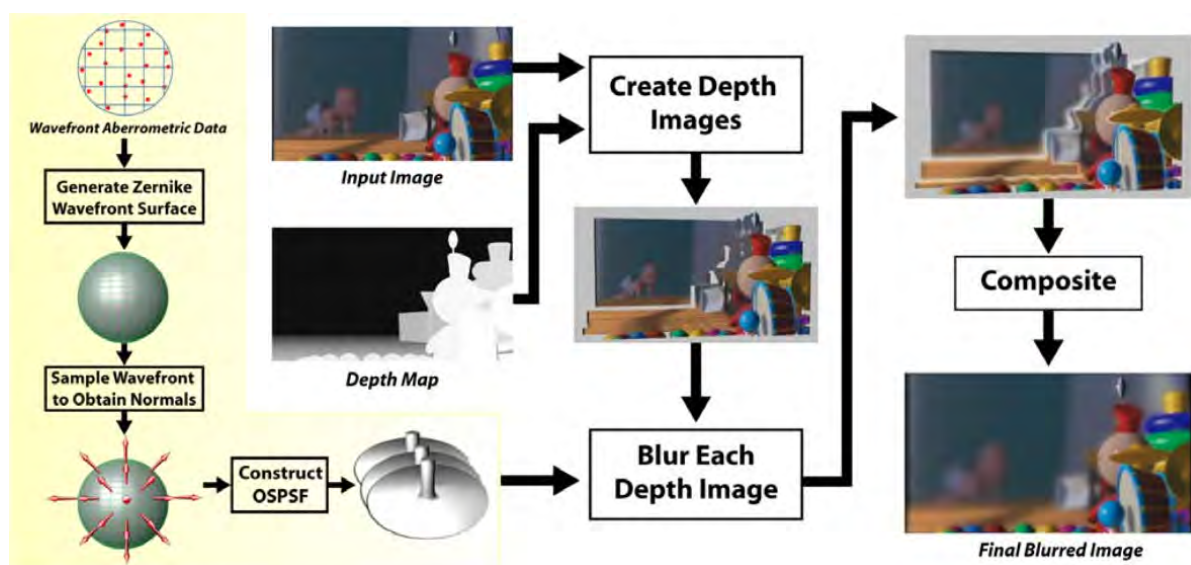 Wavefront Aberrometric Data
Generate Zernike
Wavefront Surface
Sample Wavefront
to Obtain Normals
Construct
OSPSF
Input Image
Depth Map
Create Depth
Images
Blur Each
Depth Image
Composite
Final Blurred Image